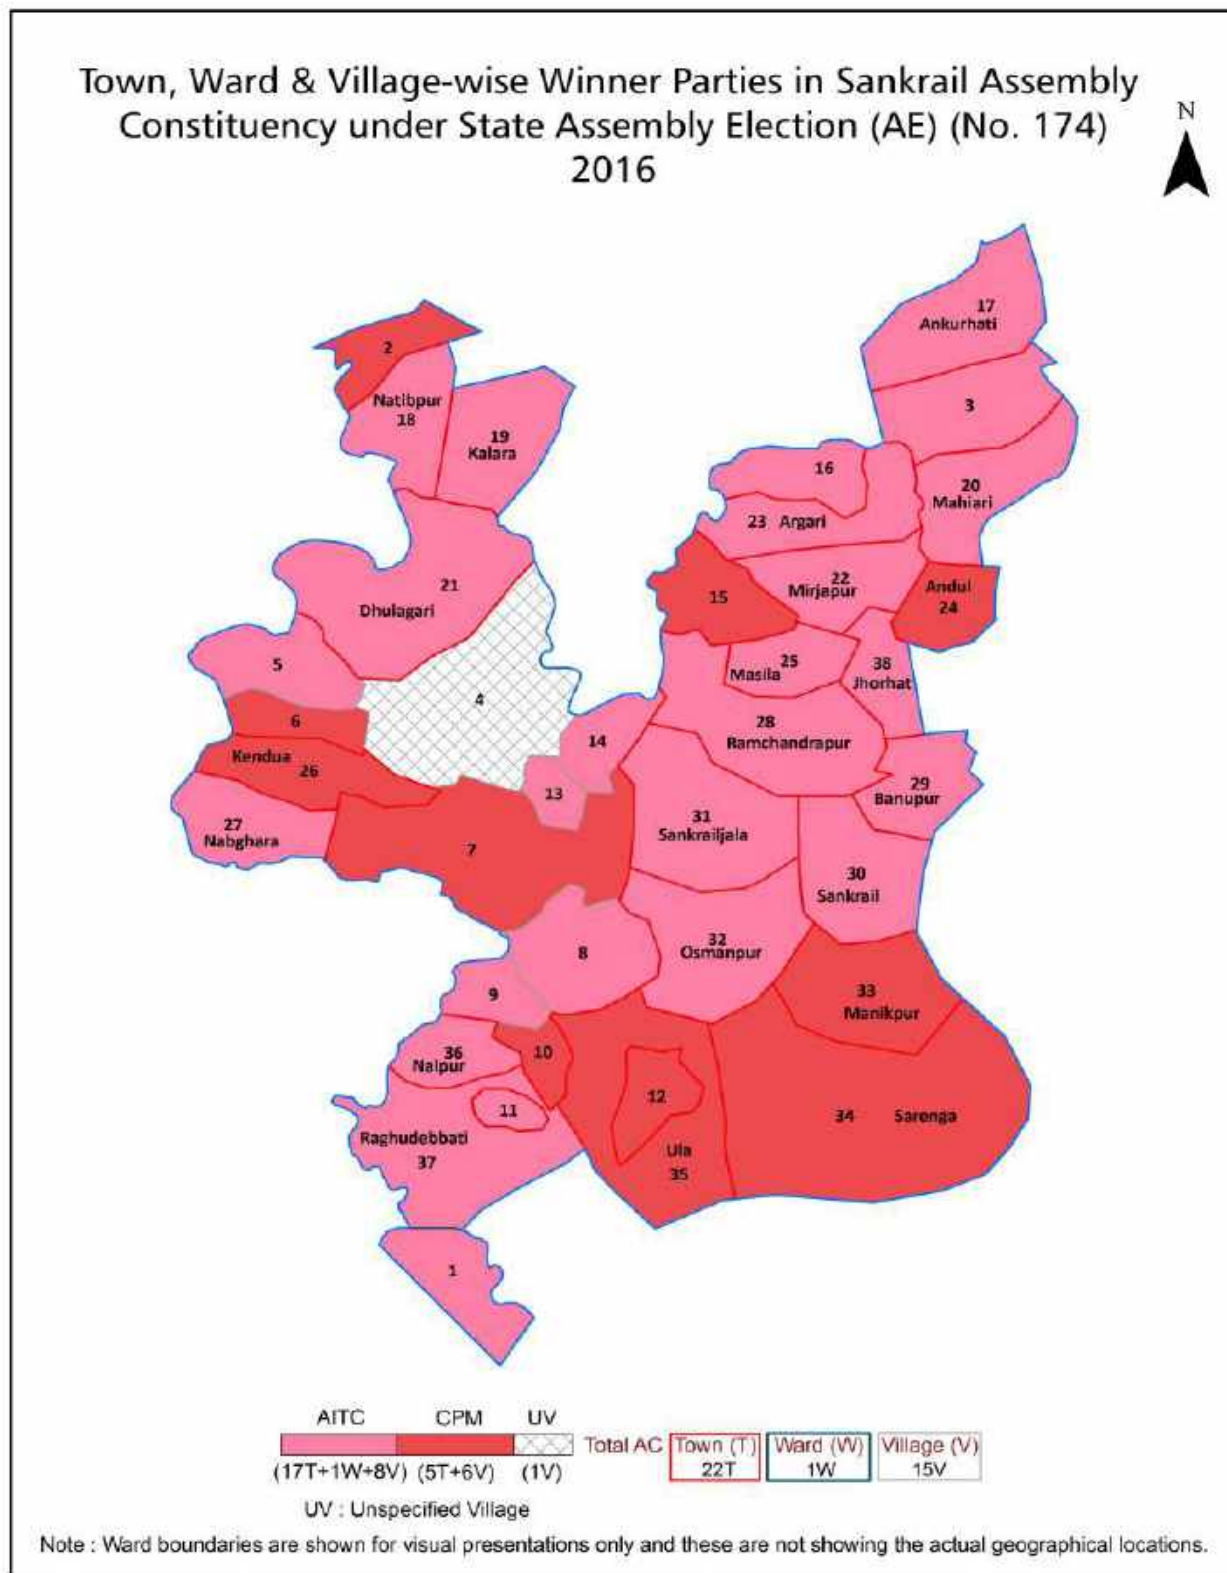 Town, Ward & Village-wise Winner Parties in Sankrail Assembly
Constituency under State Assembly Election (AE) (No. 174)
2016
N
17
Ankurhati
2
Natibpur
18
3
19
Kalara
16
20
Mahiari
23 Argari
21
Dhulagari
22
Mirjapur
15
Andul
24
5
25
Masila
38
Jhorhat
4
6
28
Ramchandrapur
14
Kendua
26
29
Banupur
13
27
Nabghara
31
Sankrailjala
7
30
Sankrail
32
Osmanpur
8
9
33
Manikpur
10
36
Nalpur
12
11
34 Sarenga
Raghudebbati
37
Ula
35
1
AITC CPM UV
Total AC Town (T) Ward (W) Village (V)
22T 1W 15V
(17T+1W+8V) (5T+6V) (1V)
UV : Unspecified Village
Note : Ward boundaries are shown for visual presentations only and these are not showing the actual geographical locations.